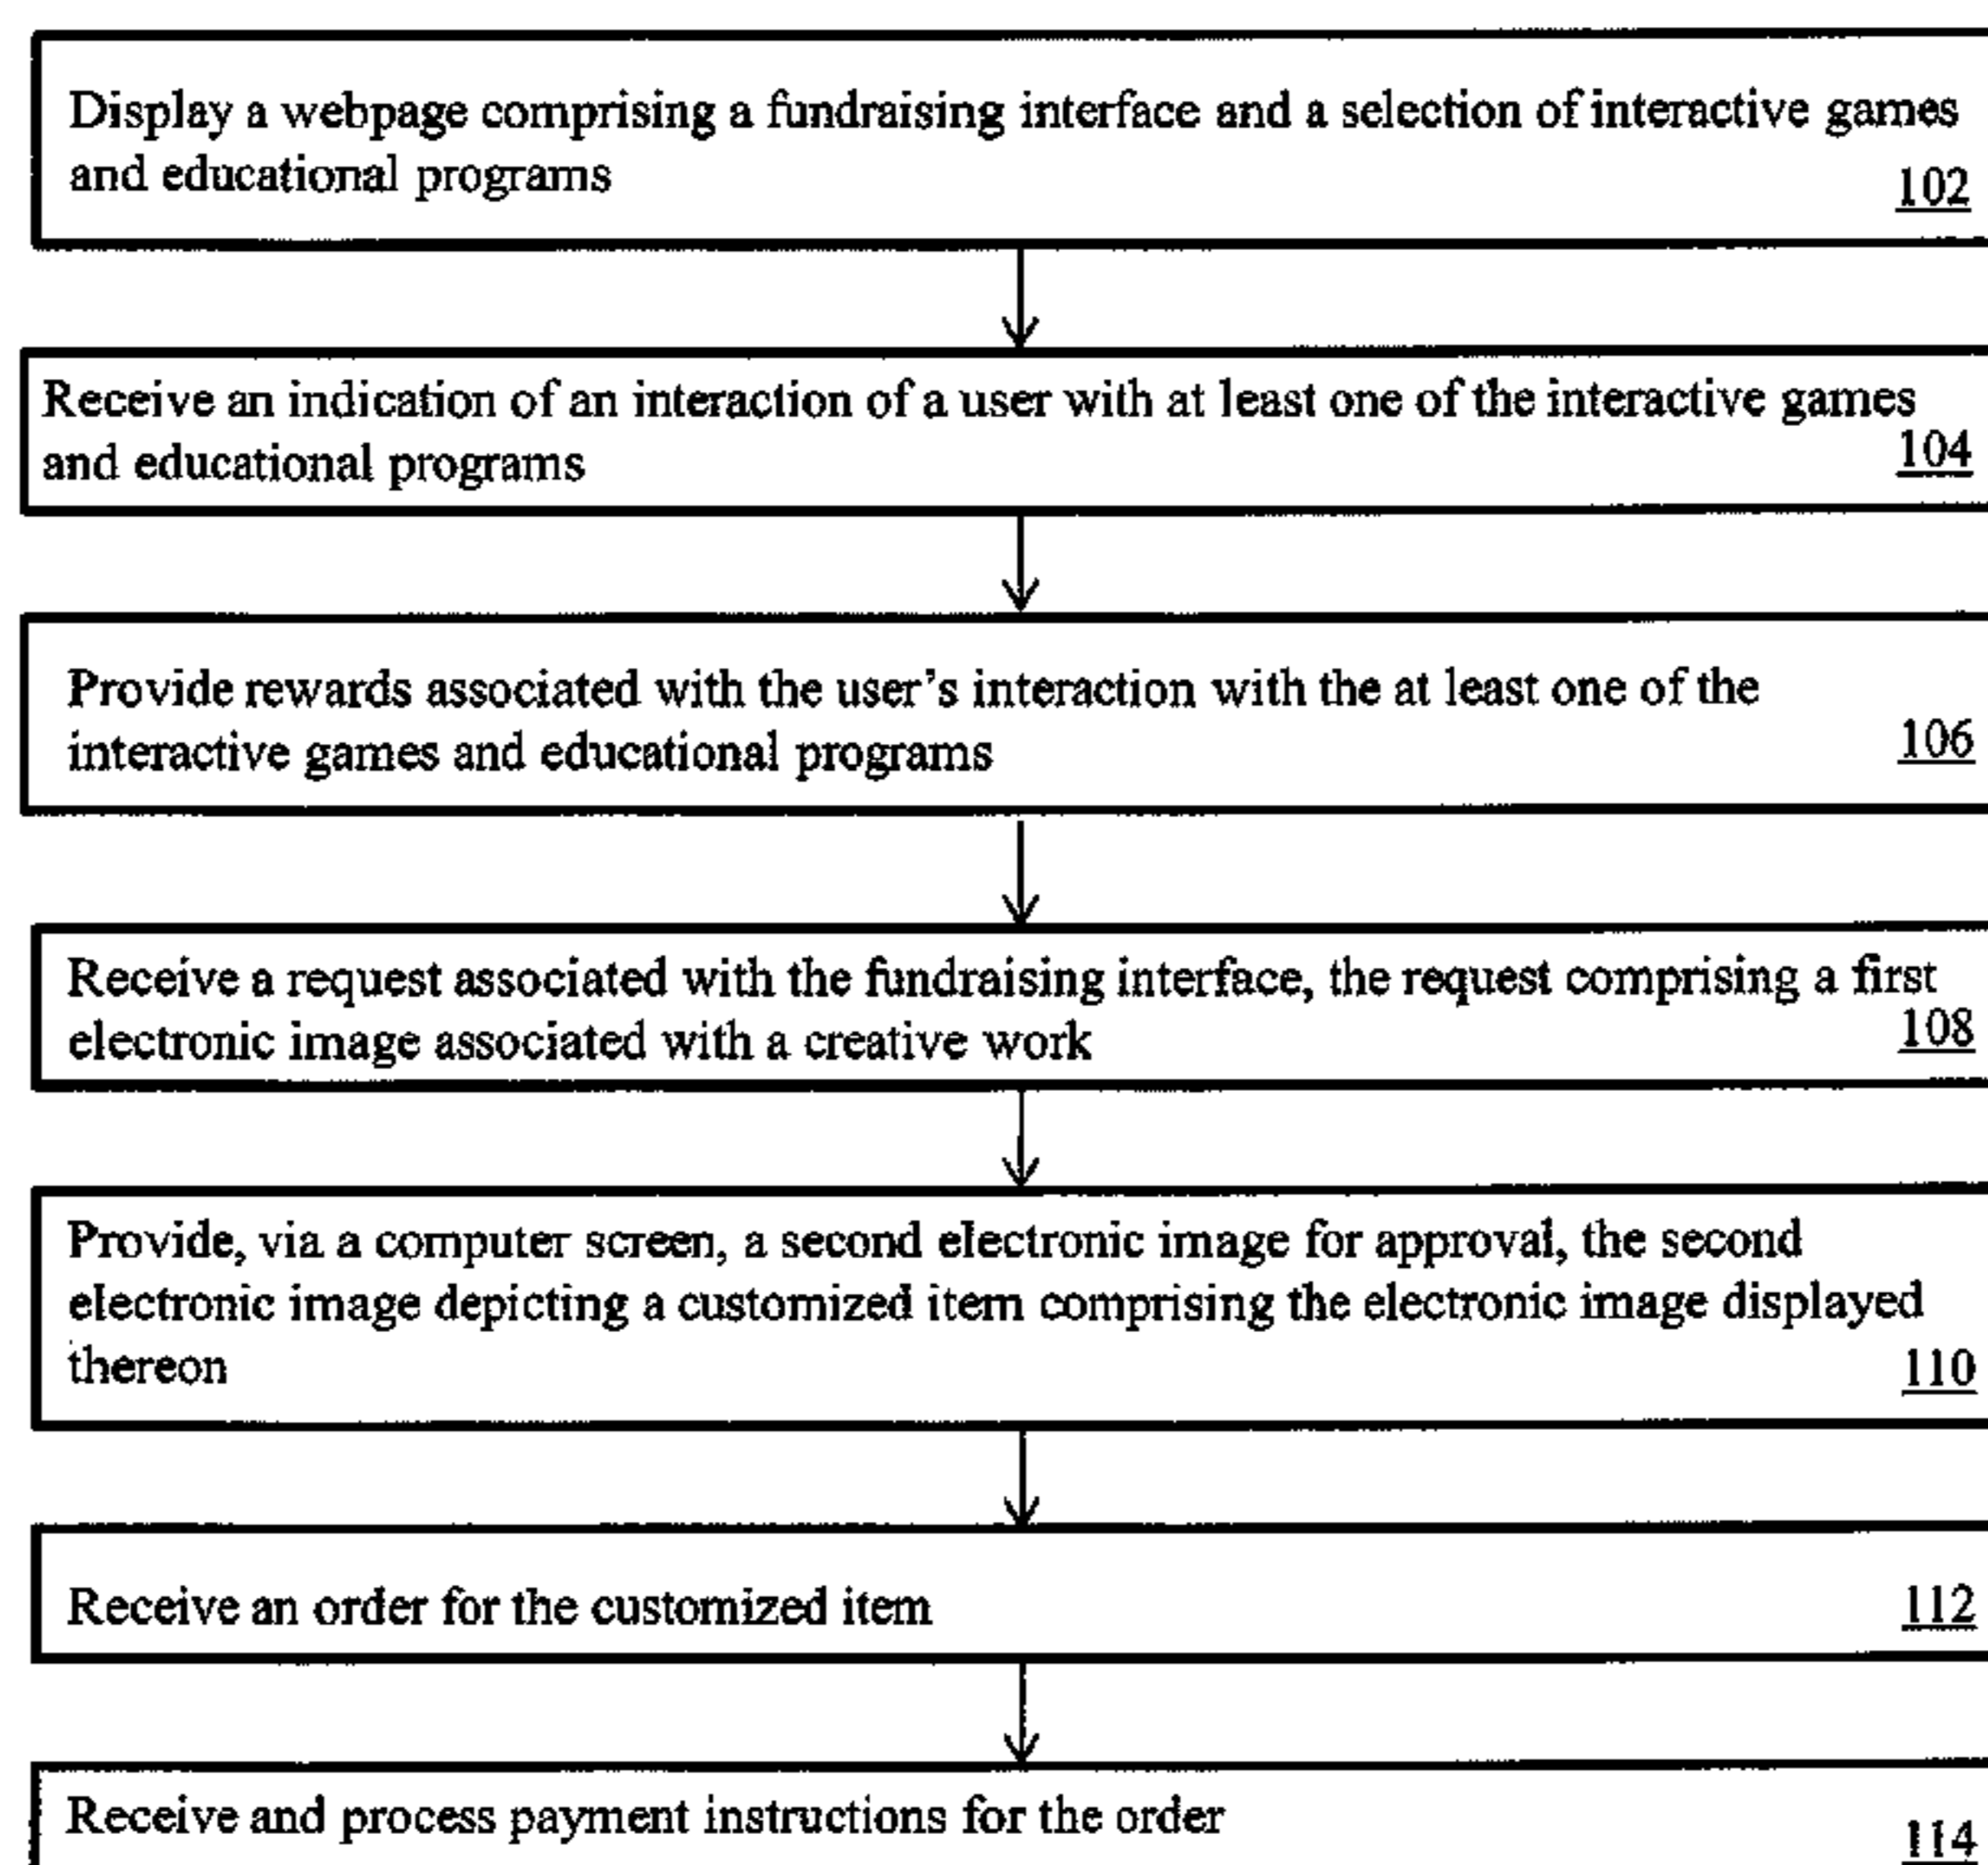 Display a webpage comprising a fundraising interface and a selection of interactive games
and educational programs
102
Receive an indication of an interaction of a user with at least one of the interactive games
and educational programs
104
Provide rewards associated with the user's interaction with the at least one of the
interactive games and educational programs
106
Receive a request associated with the fundraising interface, the request comprising a first
electronic image associated with a creative work
108
Provide, via a computer screen, a second electronic image for approval, the second
electronic image depicting a customized item comprising the electronic image displayed
thereon
110
Receive an order for the customized item
112
Receive and process payment instructions for the order
114